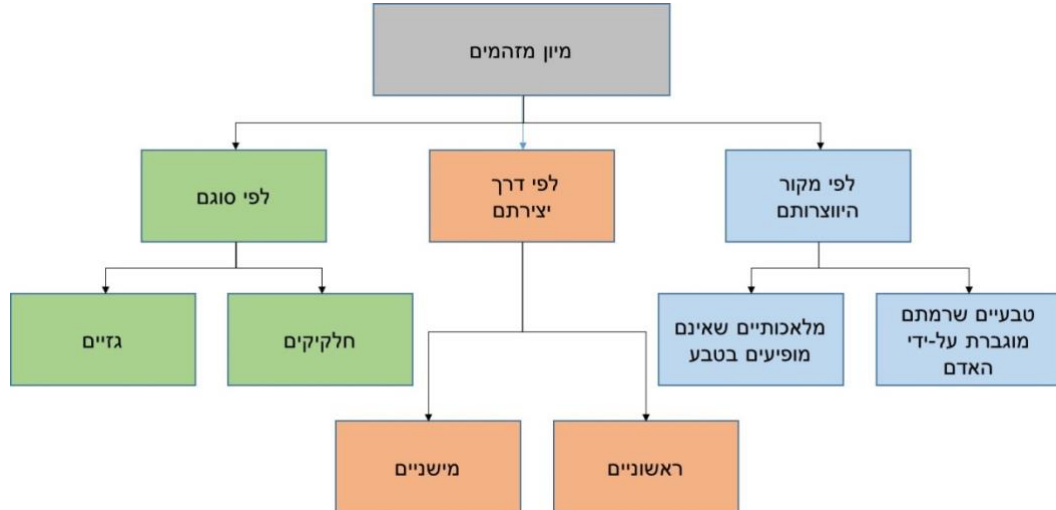 מיון מזהמים
לפי מקור
היווצרותם
לפי דרך
יצירתם
לפי סוגם
טבעיים שרמתם
מוגברת על-ידי
האדם
מלאכותיים שאינם
מופיעים בטבע
חלקיקים
גזיים
ראשוניים
מישניים